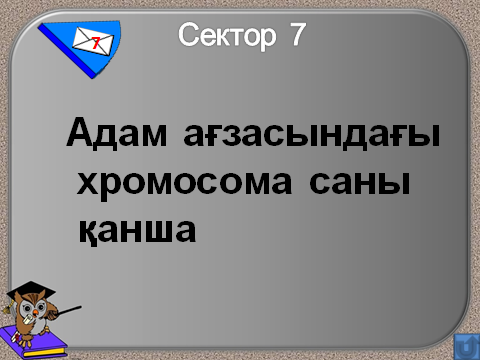 7
Сектор 7
Адам ағзасындағы
хромосома саны
қанша